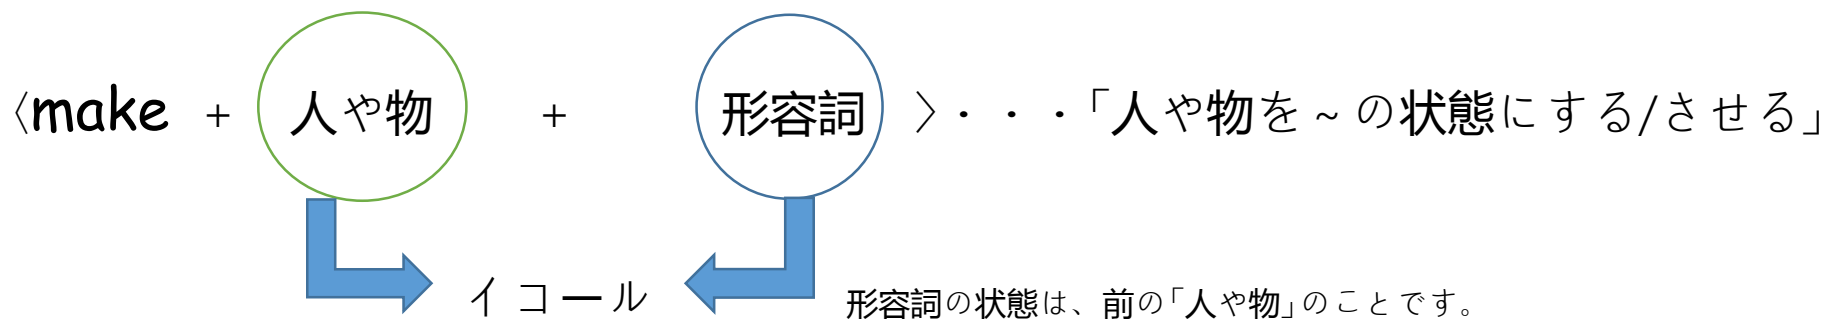 〈make + 人や物 + 形容詞 〉・・・「人や物を ~ の状態にする/させる」
イコール
形容詞の状態は、前の「人や物」のことです。